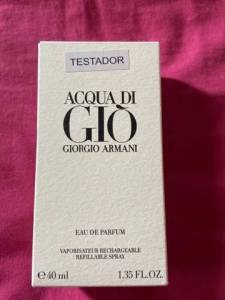 TESTADOR
ACQUA DI
GIÒ
GIORGIO ARMANI
EAU DE PARFUM
VAPORISATEUR RECHARGEABLE
REFILLABLE SPRAY
e 40 ml 1.35 FL.OZ.